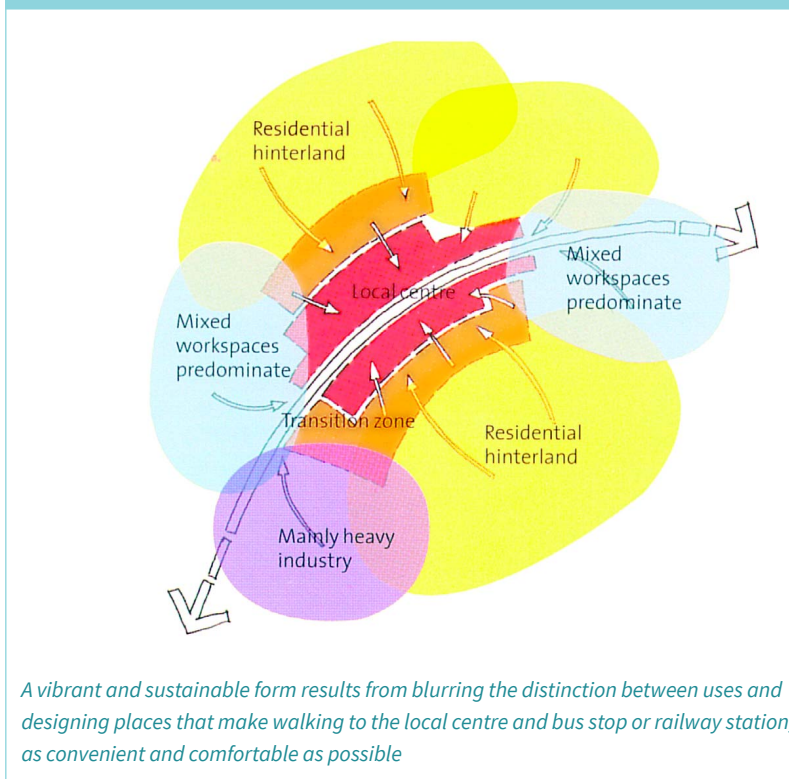 Residential
hinterland
Local centre
Mixed
workspaces
predominate
Mixed
workspaces
predominate
Transition zone
Residential
hinterland
Mainly heavy
industry
A vibrant and sustainable form results from blurring the distinction between uses and
designing places that make walking to the local centre and bus stop or railway station,
as convenient and comfortable as possible